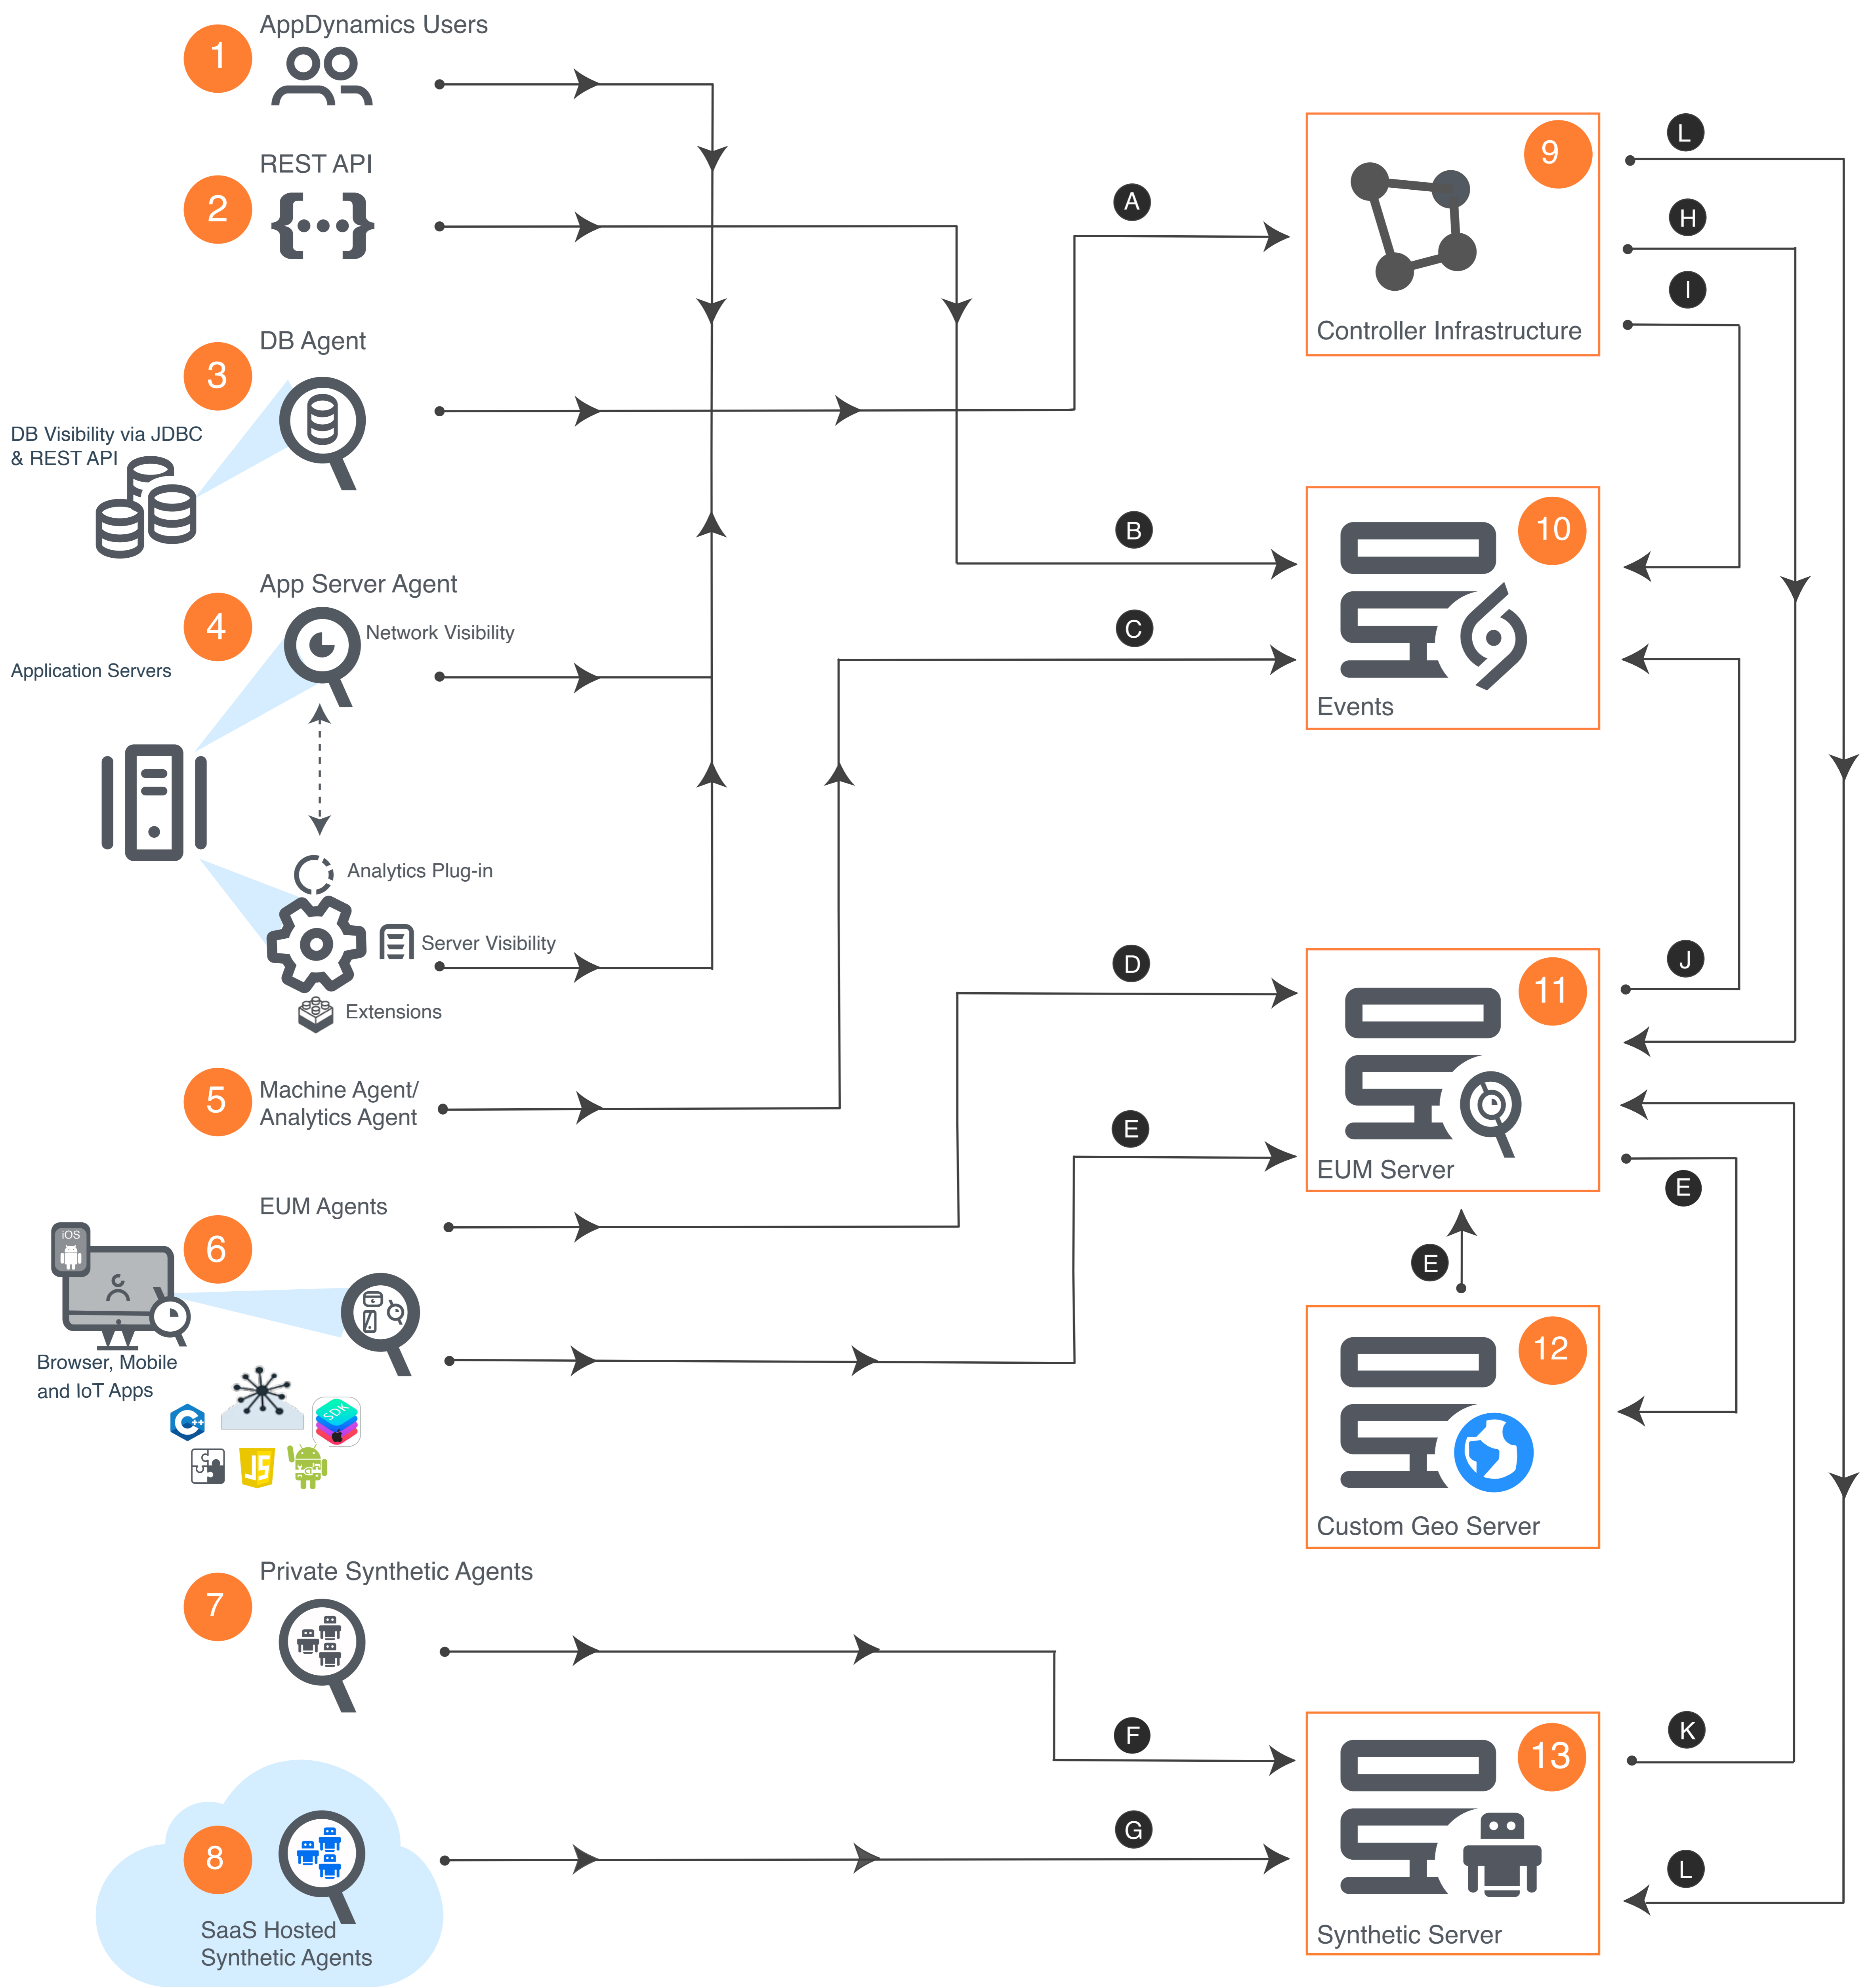 AppDynamics Users
1
REST API
2
DB Agent
3
DB Visibility via JDBC
& REST API
App Server Agent
4
Network Visibility
Application Servers
Analytics Plug-in
Server Visibility
Extensions
5
Machine Agent/
Analytics Agent
EUM Agents
6
iOS
Browser, Mobile
and IoT Apps
C++
SDK
JS
Private Synthetic Agents
7
8
SaaS Hosted
Synthetic Agents
A
B
C
D
E
E
F
G
9
Controller Infrastructure
10
Events
11
EUM Server
12
Custom Geo Server
13
Synthetic Server
L
H
I
J
E
K
L